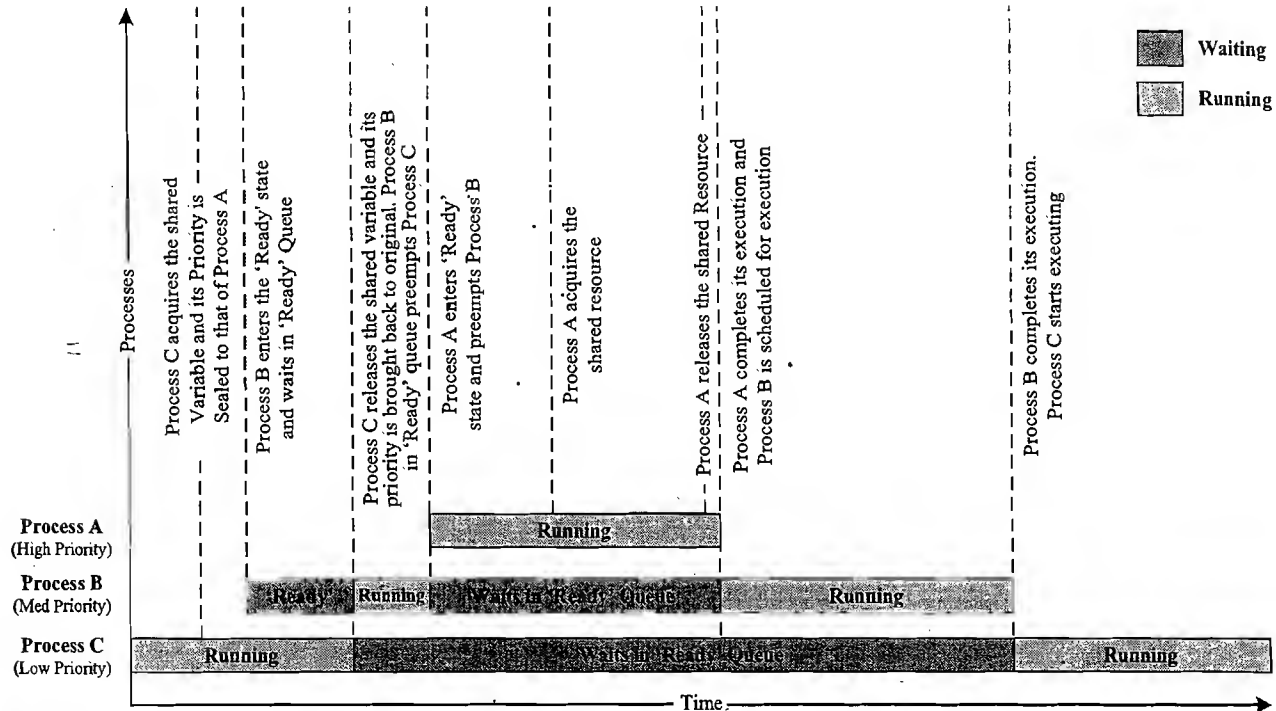 Waiting
Running
Processes
Process C acquires the shared
Variable and its Priority is
Sealed to that of Process A
Process B enters the 'Ready' state
and waits in 'Ready' Queue
Process C releases the shared variable and its
priority is brought back to original. Process B
in 'Ready' queue preempts Process C
Process A enters 'Ready'
state and preempts Process B
Process A acquires the
shared resource
Process A releases the shared Resource
Process A completes its execution and
Process B is scheduled for execution
Process B completes its execution.
Process C starts executing
Process A
(High Priority)
Running
Process B
(Med Priority)
'Ready'
Running
Waits in 'Ready' Queue
Running
Process C
(Low Priority)
Running
Waits in 'Ready' Queue
Running
Time